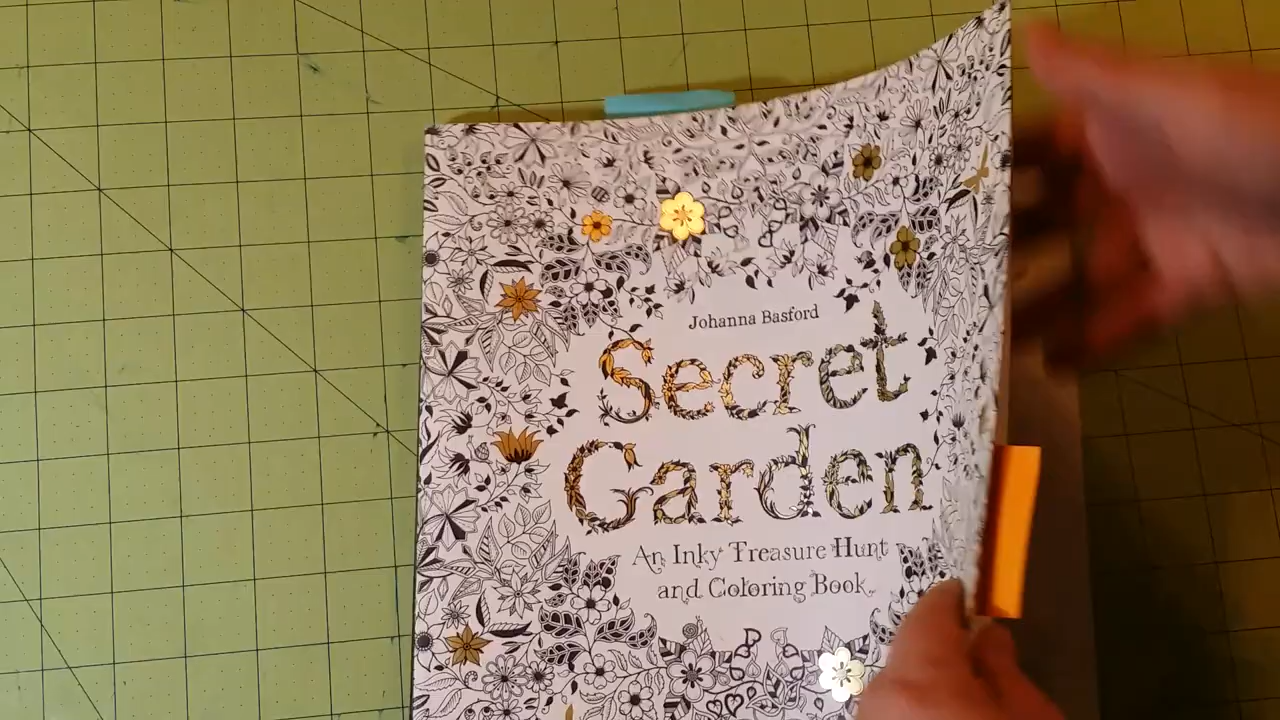 Johanna Basford
Secret
Garden
An Inky Treasure Hunt
and Coloring Book